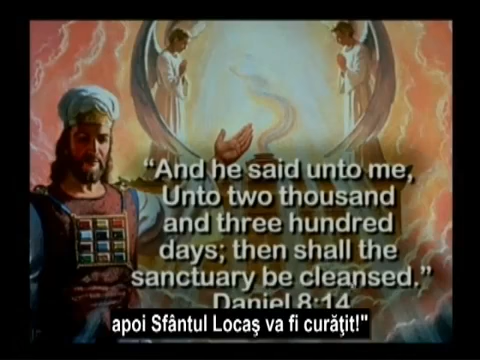 "And he said unto me,
Unto two thousand
and three hundred
days; then shall the
sanctuary be cleansed."
Daniel 8:14
apoi Sfântul Locaş va fi curăţit!"